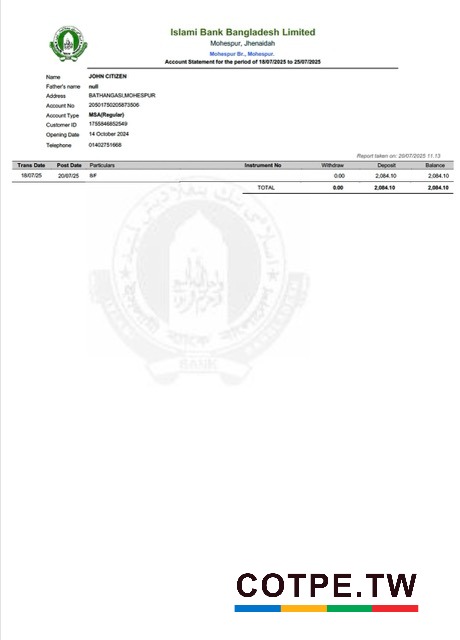 Islami Bank Bangladesh Limited
Mohespur, Jhenaidah
Mohespur Br., Mohespur.
Account Statement for the period of 18/07/2025 to 25/07/2025
Name JOHN CITIZEN
Father's name null
Address BATHANGASI,MOHESPUR
Account No 20501750205873506
Account Type MSA(Regular)
Customer ID 1755846852549
Opening Date 14 October 2024
Telephone 01402751668
Report taken on: 29/07/2025 11.13
Trans Date Post Date Particulars Instrument No Withdraw Deposit Balance
18/07/25 20/07/25 B/F 0.00 2,084.10 2,084.10
TOTAL 0.00 2,084.10 2,084.10
BANK
COTPE.TW